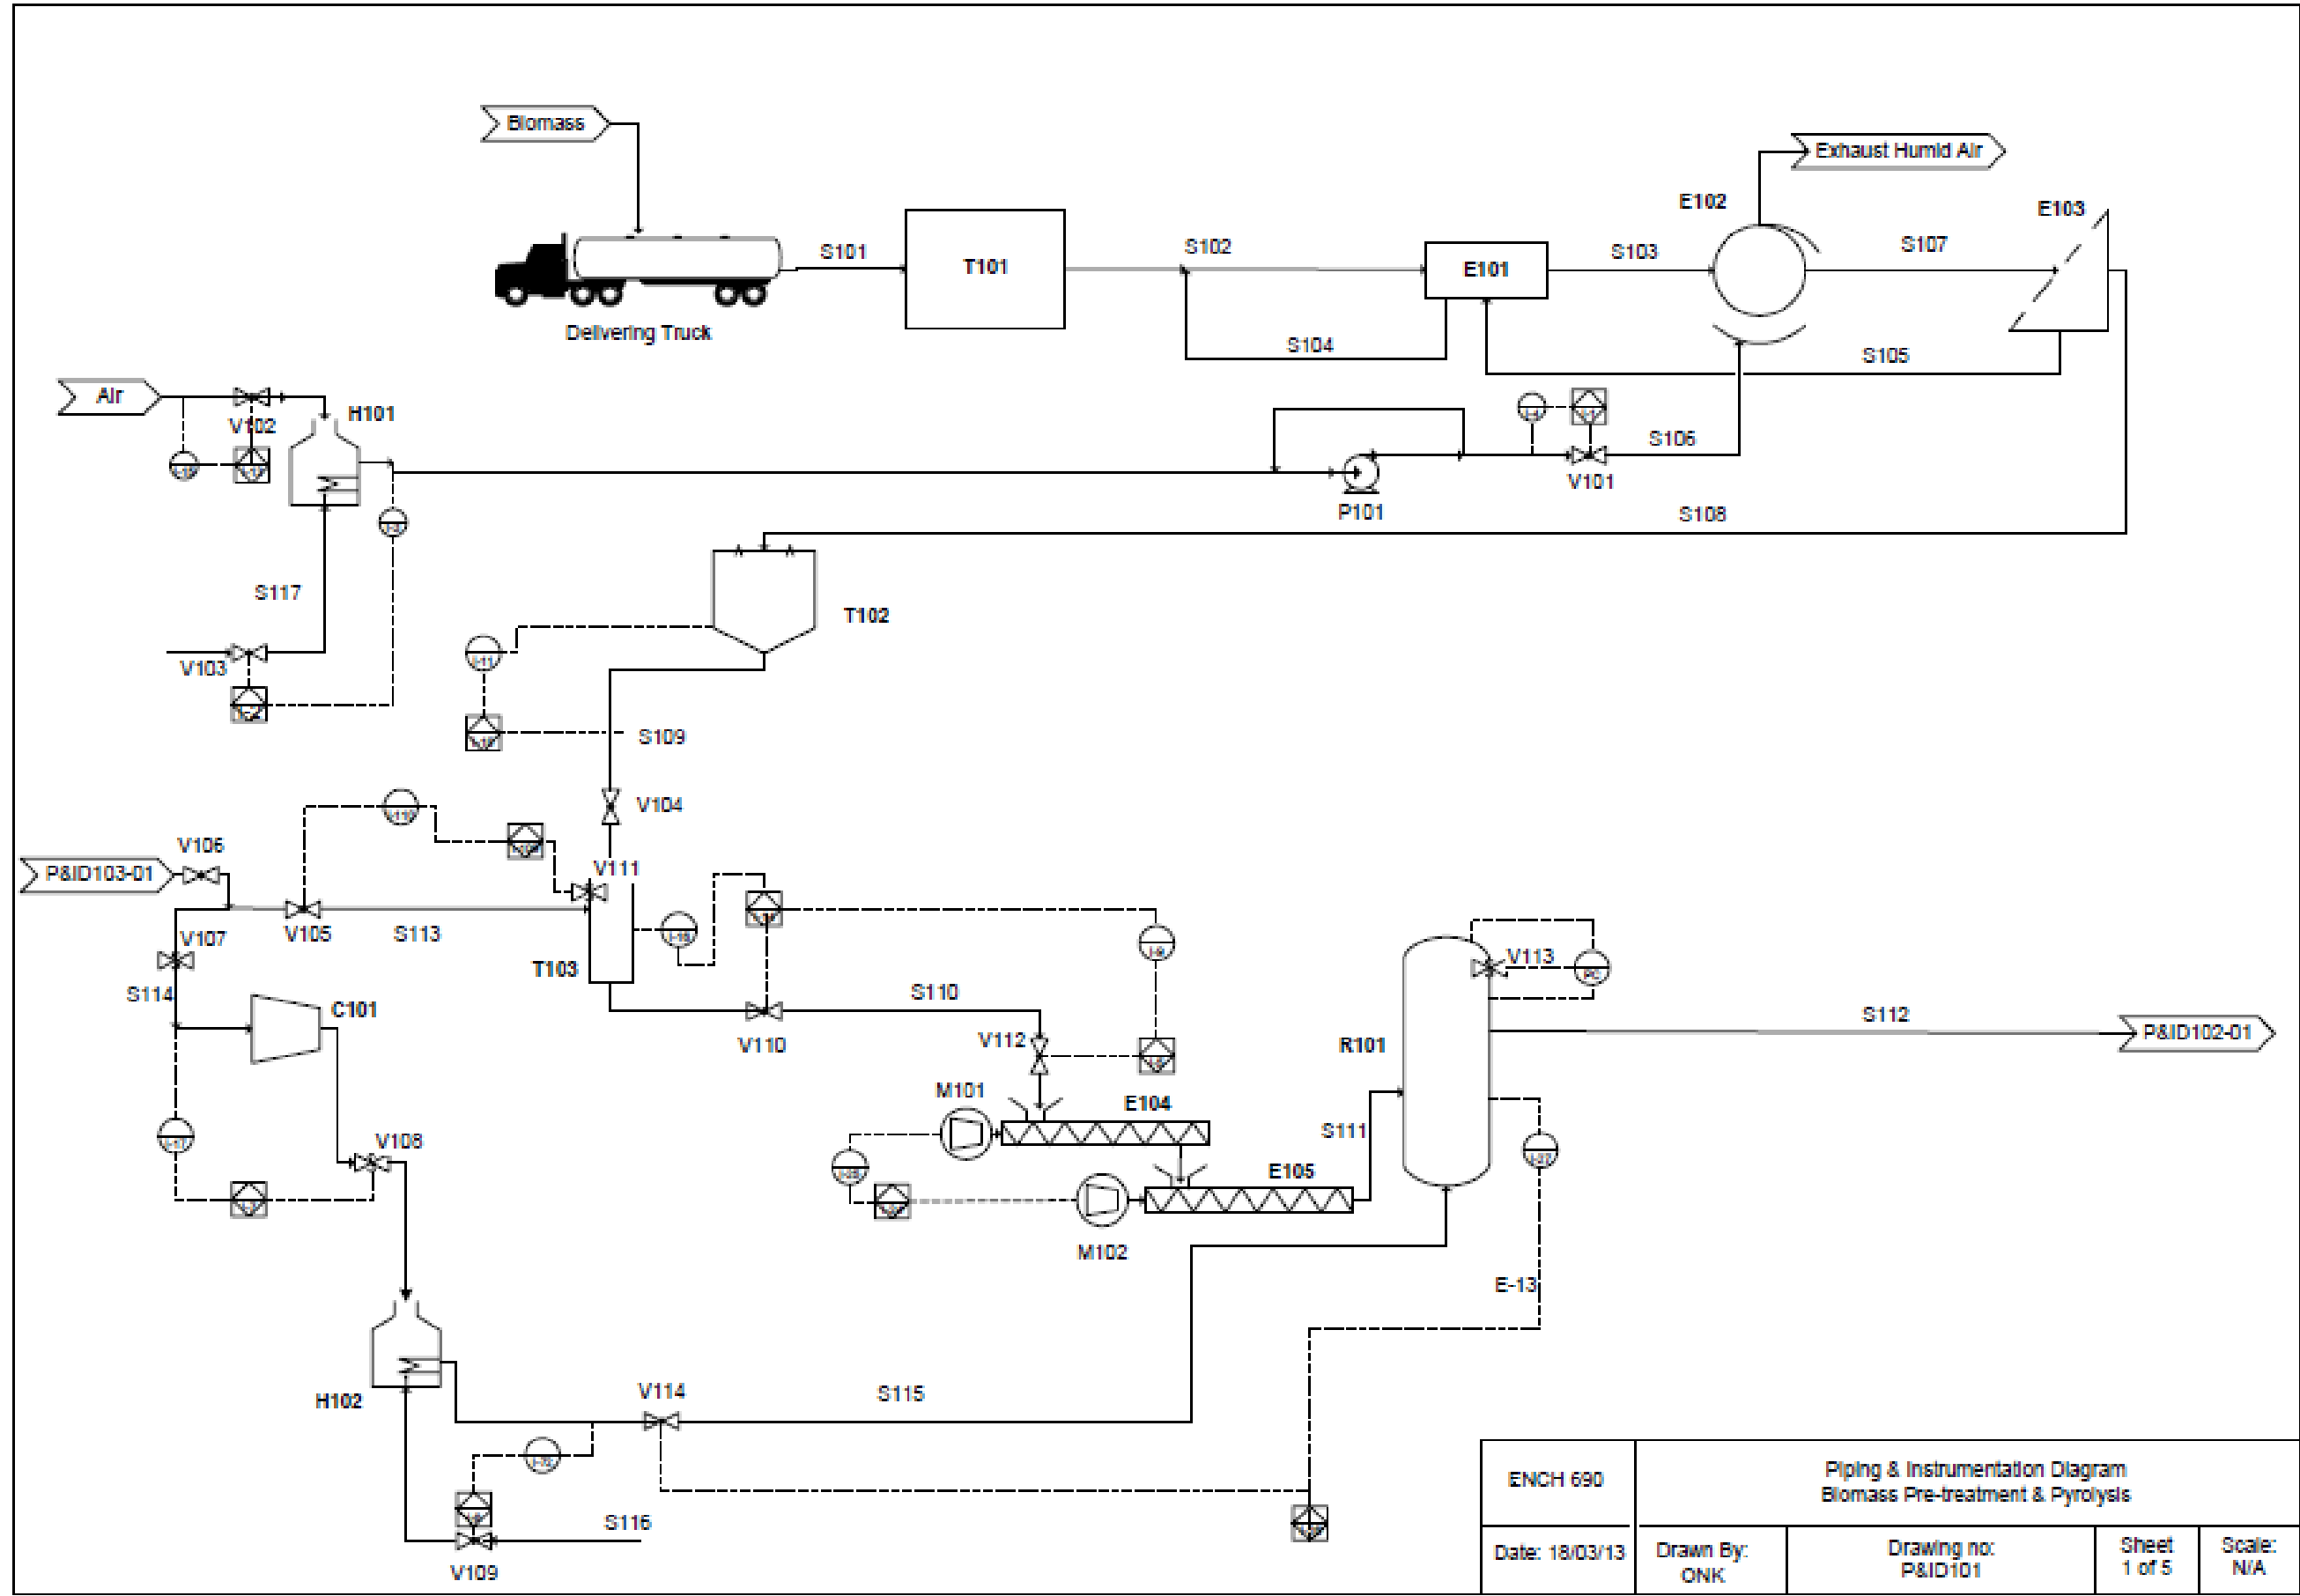 Biomass
Exhaust Humid Air
E102
E103
S101
T101
S102
E101
S103
S107
Delivering Truck
S104
S105
Air
V102
H101
S106
V101
P101
S108
S117
T102
V103
I-11
S109
V104
V106
P&ID103-01
V111
V105
S113
V107
T103
S110
V113
PC
S114
C101
V110
V112
R101
S112
P&ID102-01
M101
E104
S111
V108
E105
M102
E-13
H102
V114
S115
S116
V109
ENCH 690
Piping & Instrumentation Diagram
Biomass Pre-treatment & Pyrolysis
Date: 18/03/13
Drawn By:
ONK
Drawing no:
P&ID101
Sheet
1 of 5
Scale:
N/A